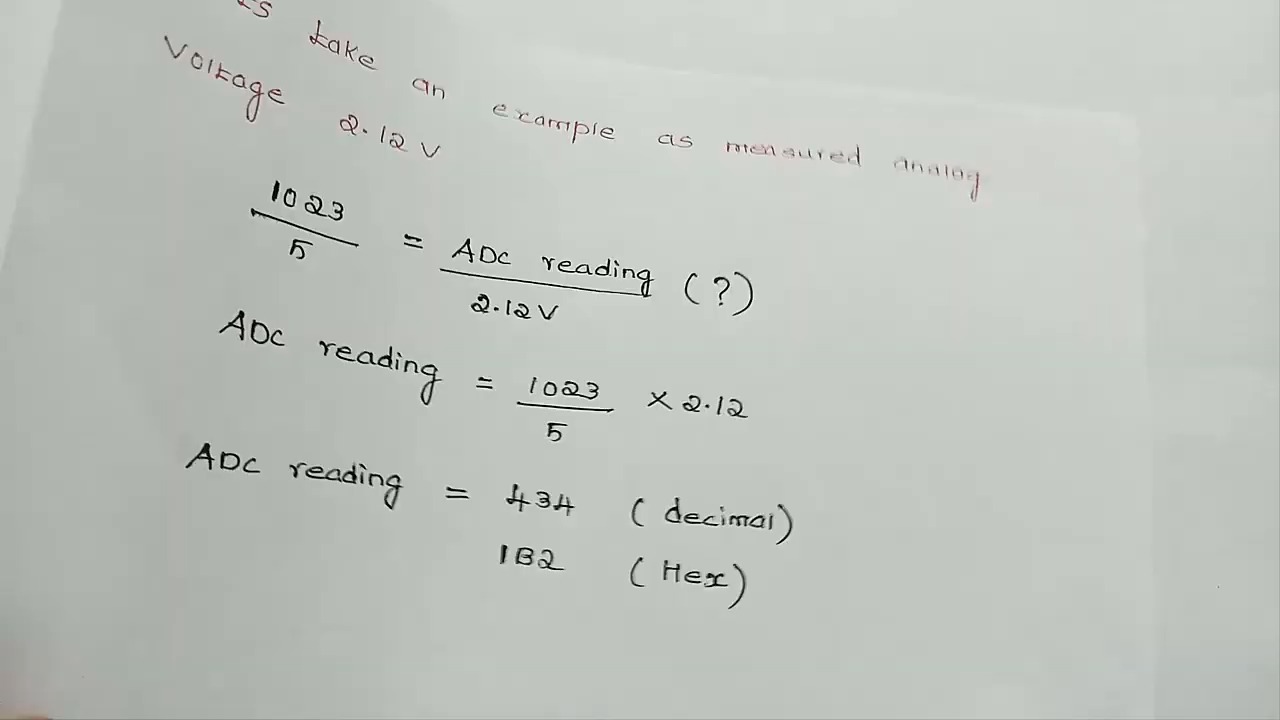 take an example as measured analog
Voltage 2.12 V
1023 / 5 = ADC reading / 2.12V (?)
ADC reading = 1023 / 5 × 2.12
ADC reading = 434 (decimal)
1B2 (Hex)